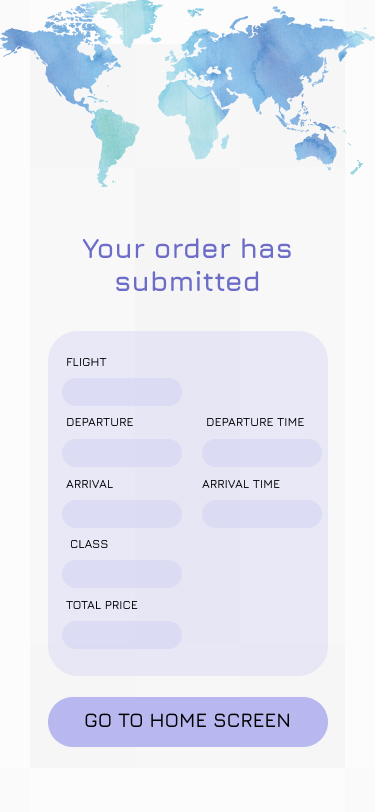 Your order has
submitted
FLIGHT
DEPARTURE DEPARTURE TIME
ARRIVAL ARRIVAL TIME
CLASS
TOTAL PRICE
GO TO HOME SCREEN